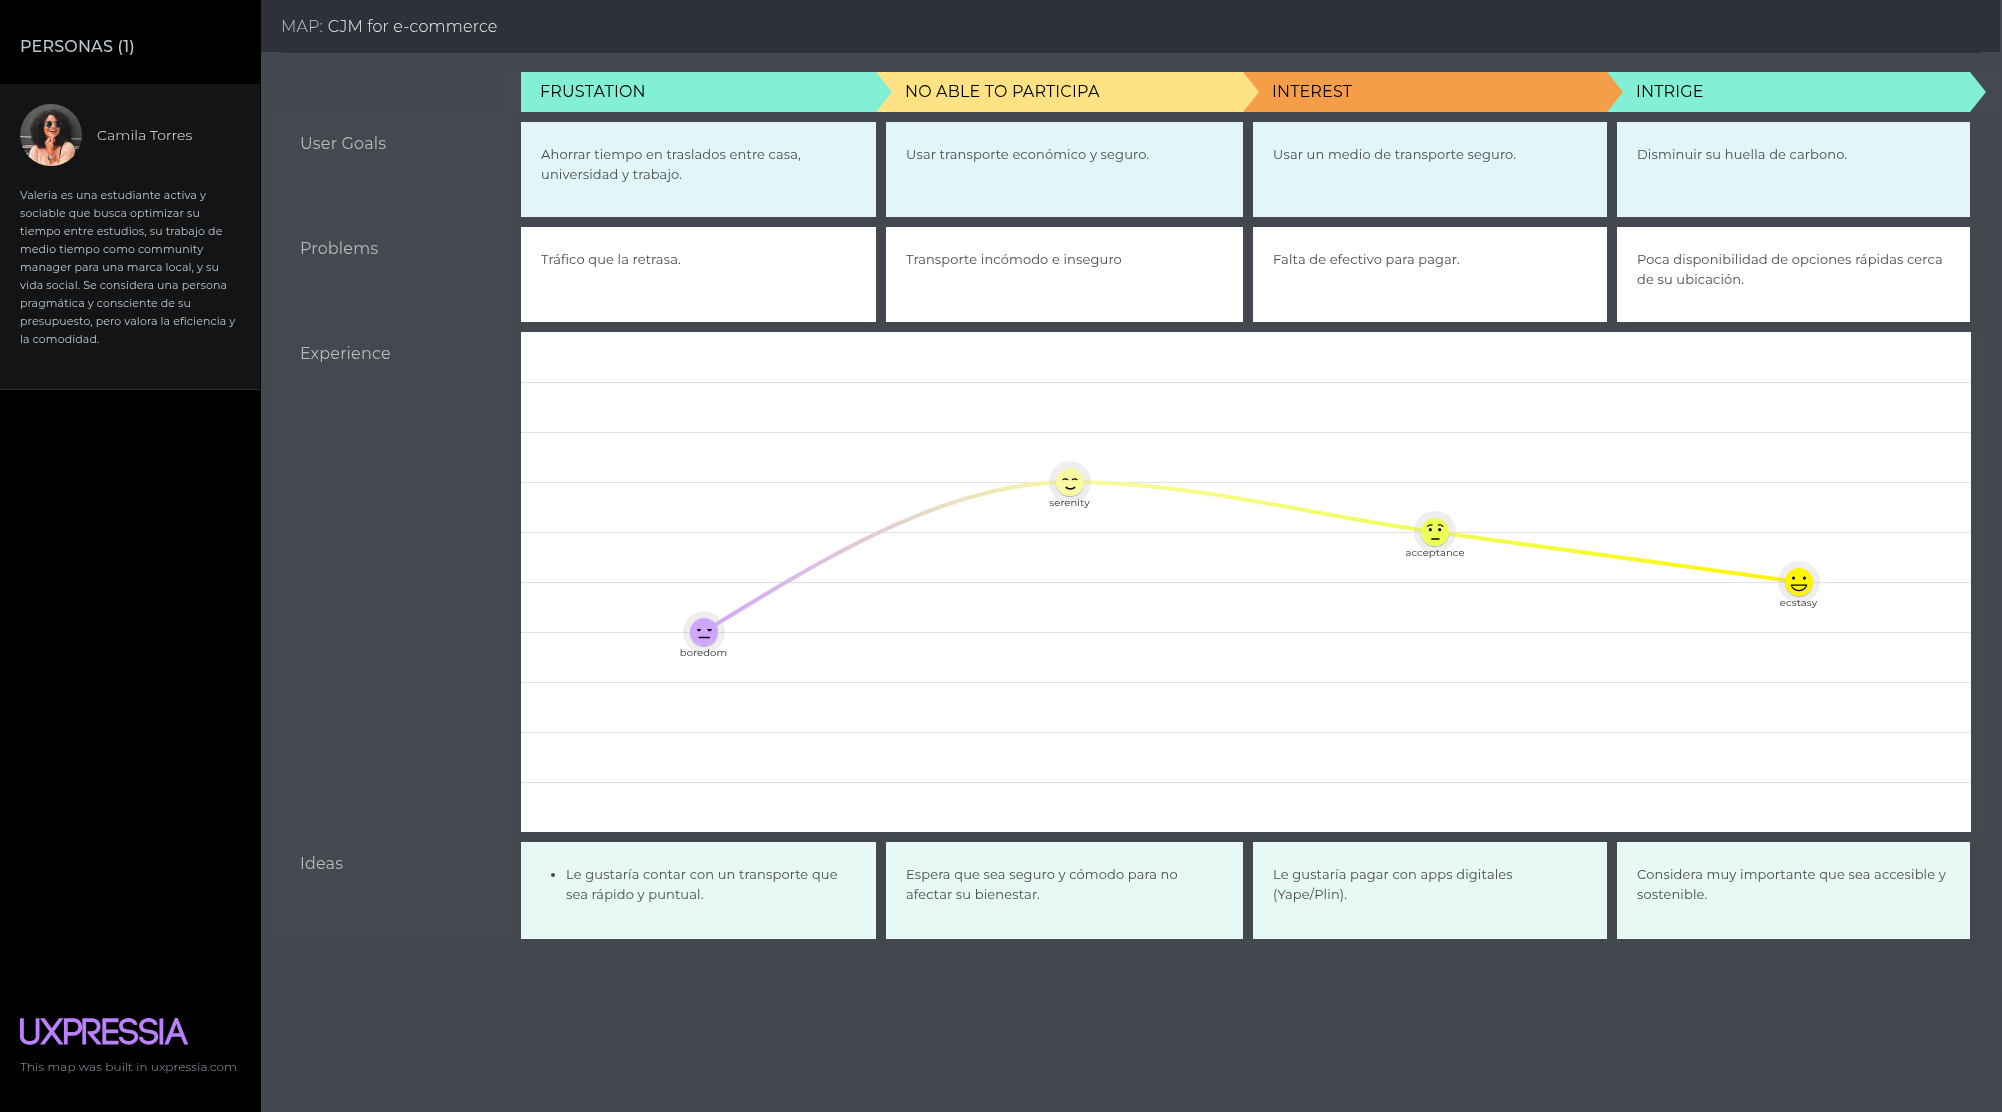 PERSONAS (1)
Camila Torres
Valeria es una estudiante activa y
sociable que busca optimizar su
tiempo entre estudios, su trabajo de
medio tiempo como community
manager para una marca local, y su
vida social. Se considera una persona
pragmática y consciente de su
presupuesto, pero valora la eficiencia y
la comodidad.
UXPRESSIA
This map was built in uxpressia.com
MAP: CJM for e-commerce
FRUSTATION
NO ABLE TO PARTICIPA
INTEREST
INTRIGE
User Goals
Ahorrar tiempo en traslados entre casa,
universidad y trabajo.
Usar transporte económico y seguro.
Usar un medio de transporte seguro.
Disminuir su huella de carbono.
Problems
Tráfico que la retrasa.
Transporte incómodo e inseguro
Falta de efectivo para pagar.
Poca disponibilidad de opciones rápidas cerca
de su ubicación.
Experience
serenity
acceptance
ecstasy
boredom
Ideas
• Le gustaría contar con un transporte que
sea rápido y puntual.
Espera que sea seguro y cómodo para no
afectar su bienestar.
Le gustaría pagar con apps digitales
(Yape/Plin).
Considera muy importante que sea accesible y
sostenible.